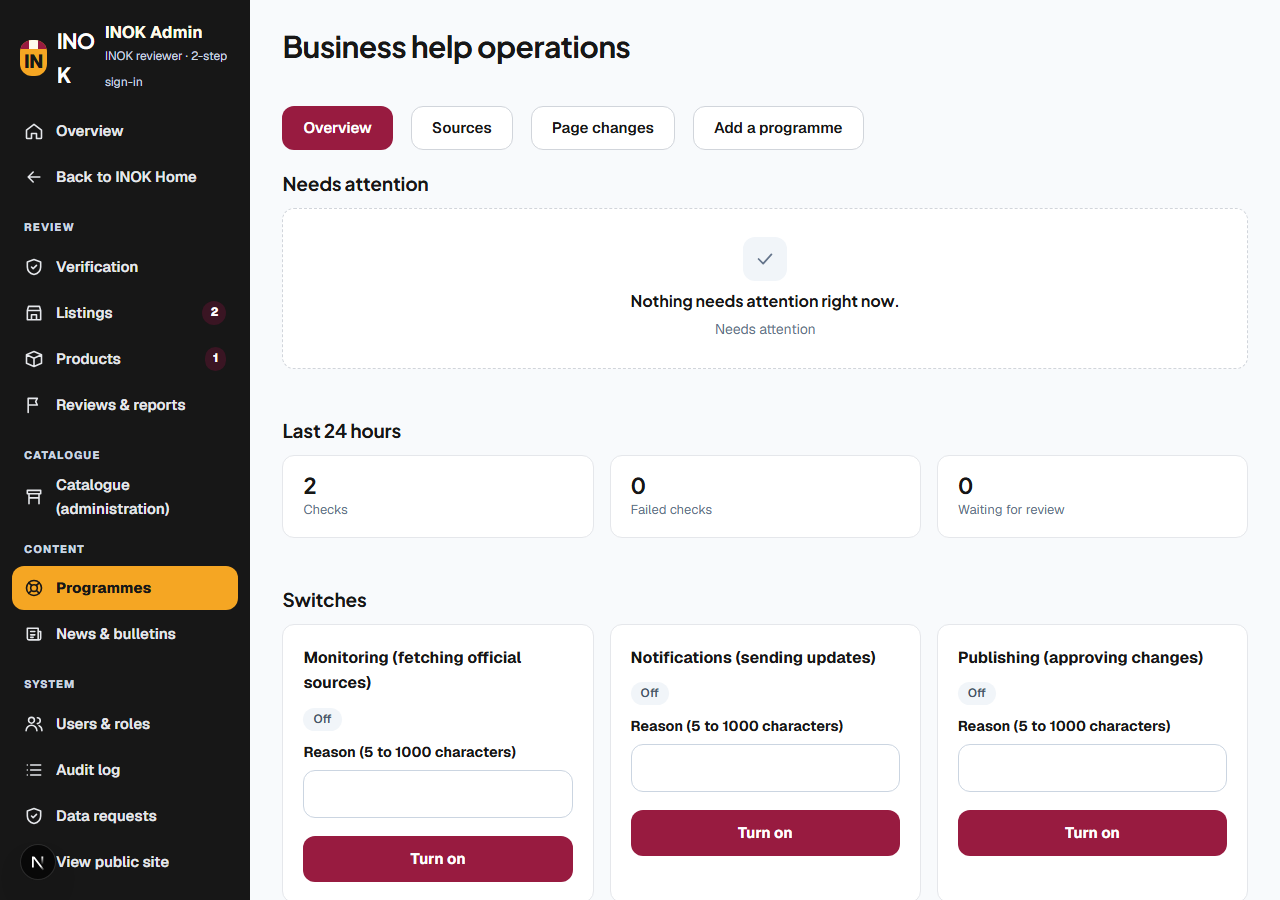 IN
INO
K
INOK Admin
INOK reviewer · 2-step
sign-in
Overview
Back to INOK Home
REVIEW
Verification
Listings
2
Products
1
Reviews & reports
CATALOGUE
Catalogue
(administration)
CONTENT
Programmes
News & bulletins
SYSTEM
Users & roles
Audit log
Data requests
N
View public site
Business help operations
Overview
Sources
Page changes
Add a programme
Needs attention
Nothing needs attention right now.
Needs attention
Last 24 hours
2
Checks
0
Failed checks
0
Waiting for review
Switches
Monitoring (fetching official
sources)
Off
Reason (5 to 1000 characters)
Turn on
Notifications (sending updates)
Off
Reason (5 to 1000 characters)
Turn on
Publishing (approving changes)
Off
Reason (5 to 1000 characters)
Turn on